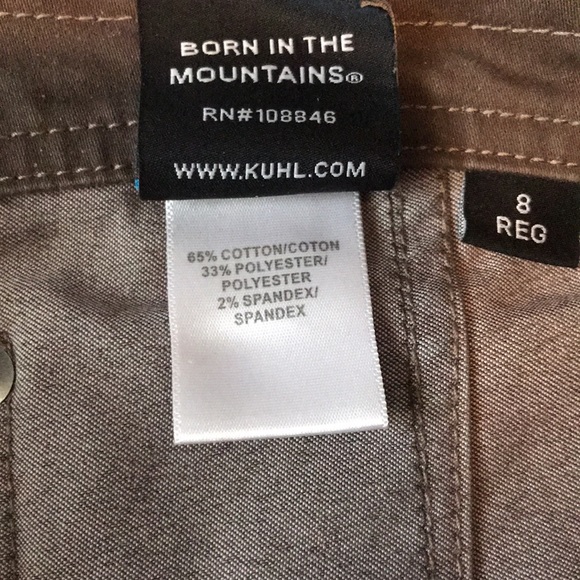 BORN IN THE
MOUNTAINS®
RN#108846
WWW.KUHL.COM
8
REG
65% COTTON/COTON
33% POLYESTER/
POLYESTER
2% SPANDEX/
SPANDEX